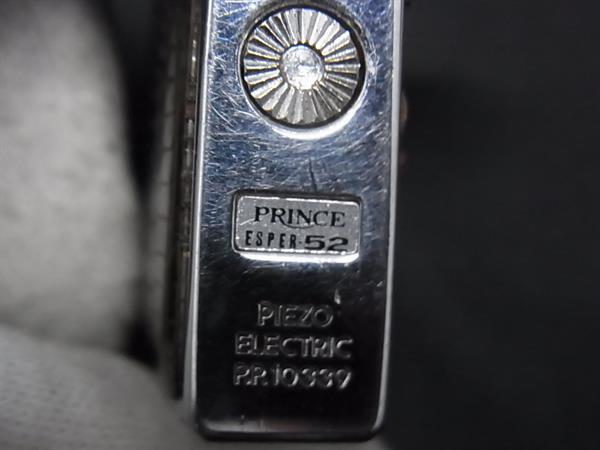 PRINCE
ESPER-52
PIEZO
ELECTRIC
P.P.10339